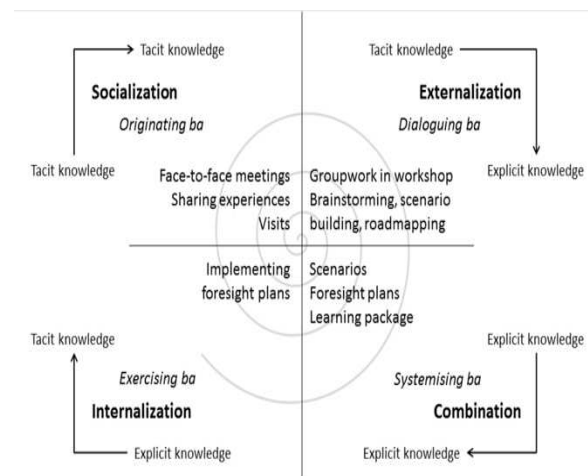 Tacit knowledge
Socialization
Originating ba
Tacit knowledge
Face-to-face meetings
Sharing experiences
Visits
Tacit knowledge
Externalization
Dialoguing ba
Explicit knowledge
Groupwork in workshop
Brainstorming, scenario
building, roadmapping
Implementing
foresight plans
Tacit knowledge
Exercising ba
Internalization
Explicit knowledge
Scenarios
Foresight plans
Learning package
Explicit knowledge
Systemising ba
Combination
Explicit knowledge